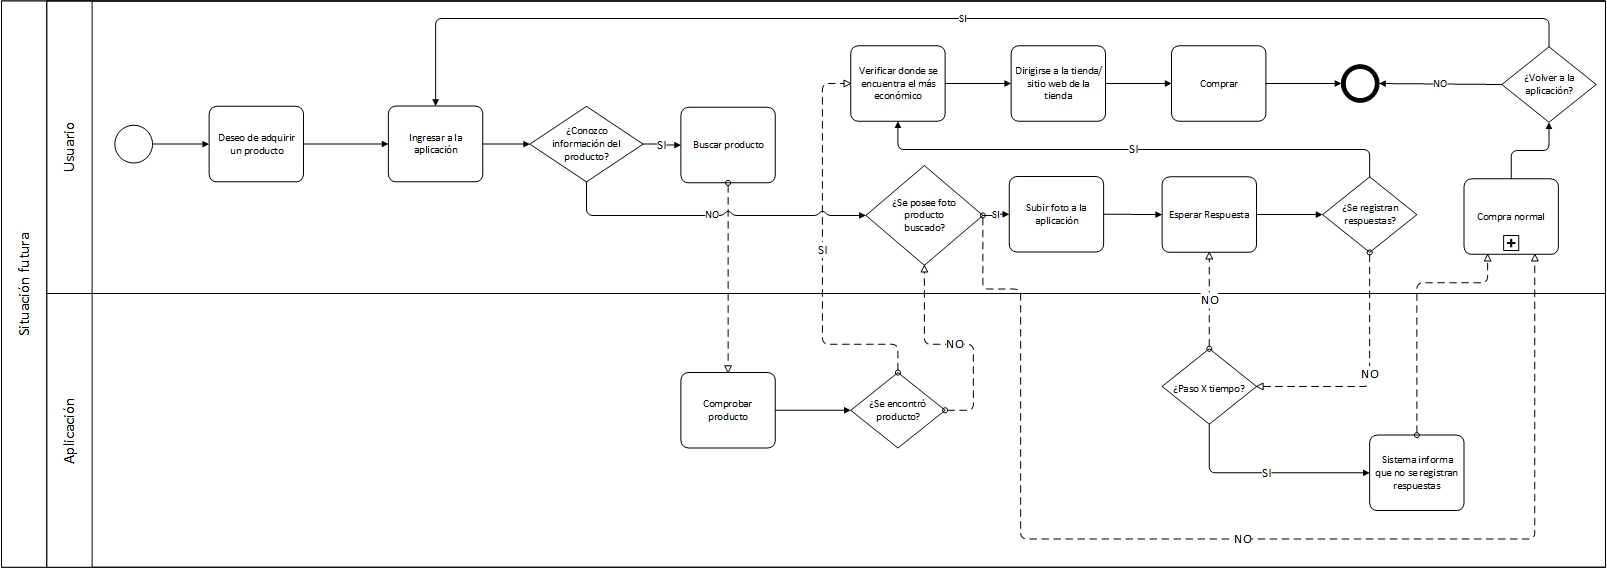 Situación futura
Usuario
Aplicación
SI
Deseo de adquirir
un producto
Ingresar a la
aplicación
¿Conozco
información del
producto?
SI
Buscar producto
NO
Verificar donde se
encuentra el más
económico
Dirigirse a la tienda/
sitio web de la
tienda
Comprar
NO
¿Volver a la
aplicación?
SI
¿Se posee foto
producto
buscado?
SI
Subir foto a la
aplicación
Esperar Respuesta
¿Se registran
respuestas?
Compra normal
SI
NO
NO
¿Paso X tiempo?
NO
Comprobar
producto
¿Se encontró
producto?
SI
Sistema informa
que no se registran
respuestas
NO